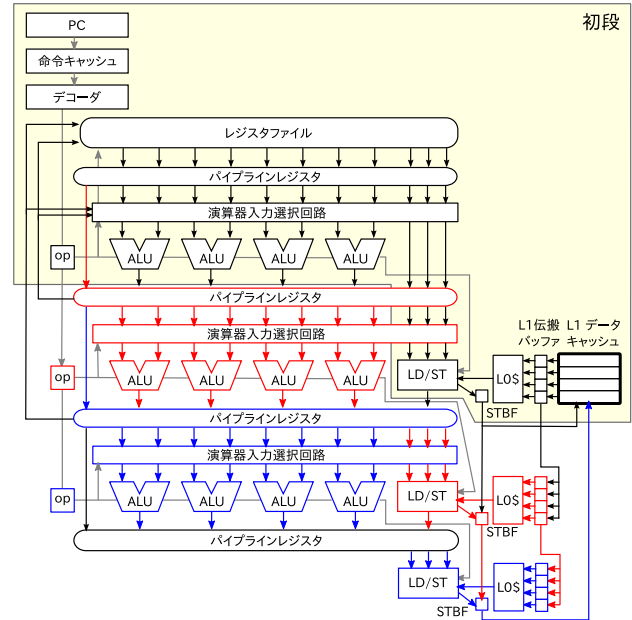 初段
PC
命令キャッシュ
デコーダ
レジスタファイル
パイプラインレジスタ
演算器入力選択回路
op
ALU ALU ALU ALU
パイプラインレジスタ
L1伝搬 L1 データ
バッファ キャッシュ
演算器入力選択回路
op
ALU ALU ALU ALU
LD/ST
L0$
STBF
パイプラインレジスタ
演算器入力選択回路
op
ALU ALU ALU ALU
LD/ST
L0$
STBF
パイプラインレジスタ
LD/ST
L0$
STBF